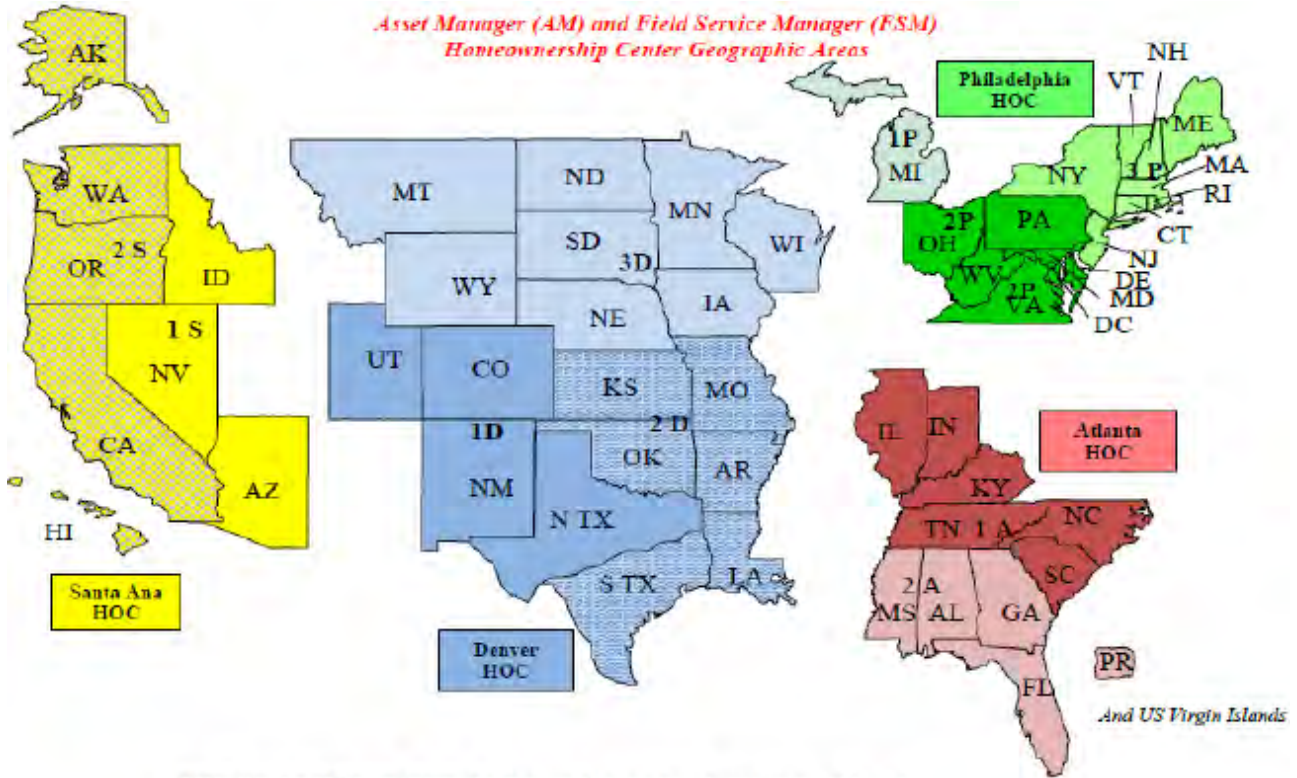 Asset Manager (AM) and Field Service Manager (FSM)
Homeownership Center Geographic Areas
AK
WA
2 S
OR
ID
1 S
NV
CA
AZ
HI
Santa Ana
HOC
MT
ND
MN
SD
3D
WI
WY
NE
IA
UT
CO
KS
MO
1D
2 D
OK
AR
NM
N TX
S TX
LA
Denver
HOC
Philadelphia
HOC
NH
VT
ME
1P
MI
3 P
NY
MA
RI
CT
2P
OH
PA
NJ
DE
WV
2P
VA
MD
DC
IL
IN
Atlanta
HOC
KY
TN
1 A
NC
SC
2 A
MS
AL
GA
PR
FL
And US Virgin Islands